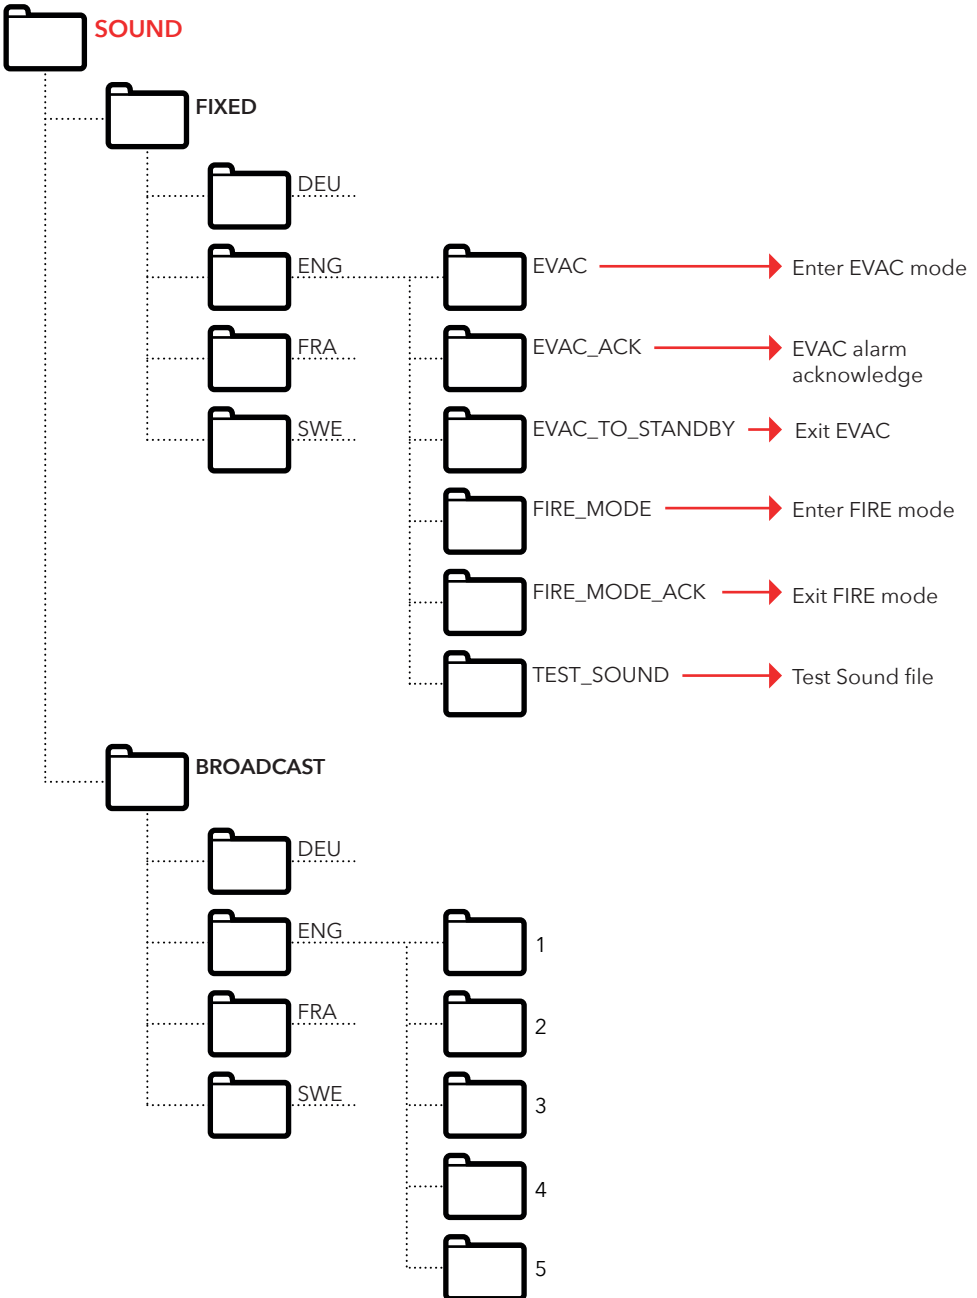 SOUND
FIXED
DEU
ENG
EVAC
Enter EVAC mode
FRA
EVAC_ACK
EVAC alarm
acknowledge
SWE
EVAC_TO_STANDBY
Exit EVAC
FIRE_MODE
Enter FIRE mode
FIRE_MODE_ACK
Exit FIRE mode
TEST_SOUND
Test Sound file
BROADCAST
DEU
ENG
1
FRA
2
SWE
3
4
5